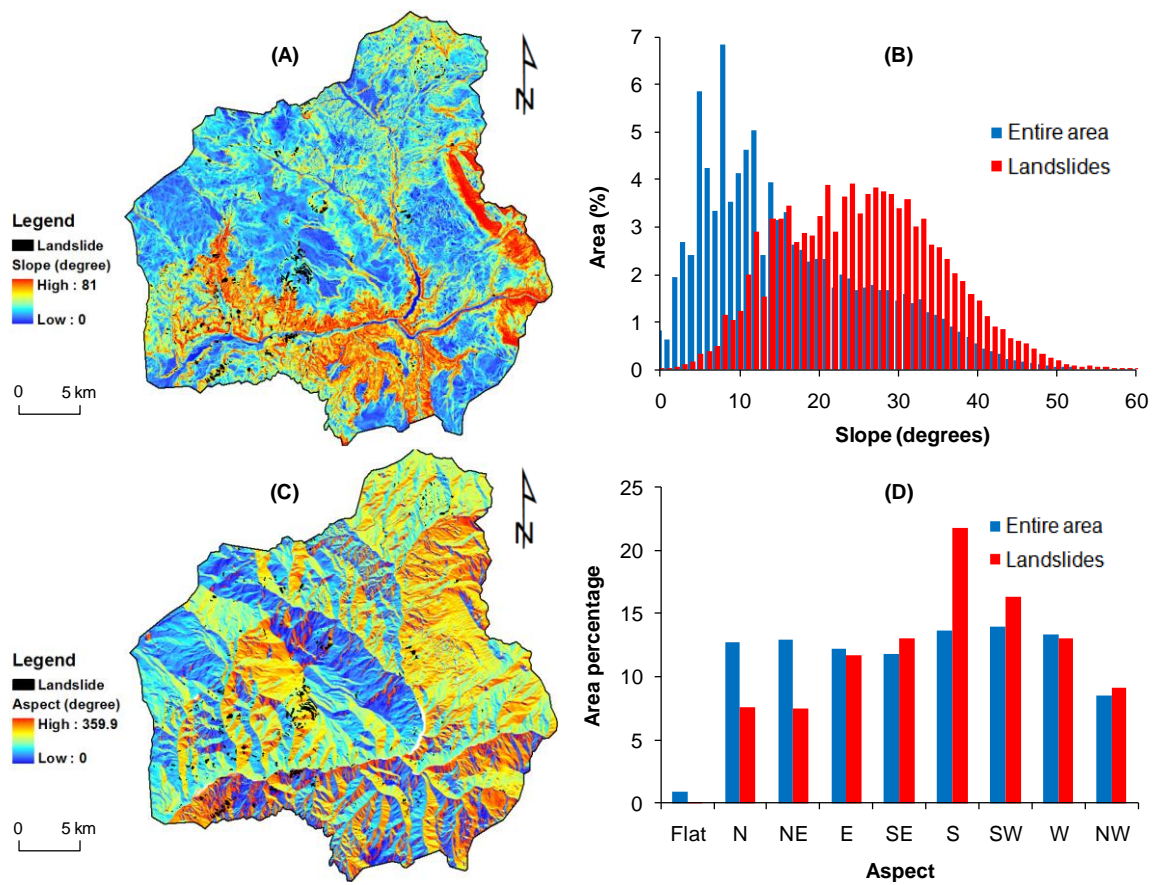 (A)
N
Legend
Landslide
Slope (degree)
High : 81
Low : 0
0 5 km
(B)
Area (%)
7
6
5
4
3
2
1
0
Entire area
Landslides
0 10 20 30 40 50 60
Slope (degrees)
(C)
N
Legend
Landslide
Aspect (degree)
High : 359.9
Low : 0
0 5 km
(D)
Area percentage
25
20
15
10
5
0
Entire area
Landslides
Flat N NE E SE S SW W NW
Aspect